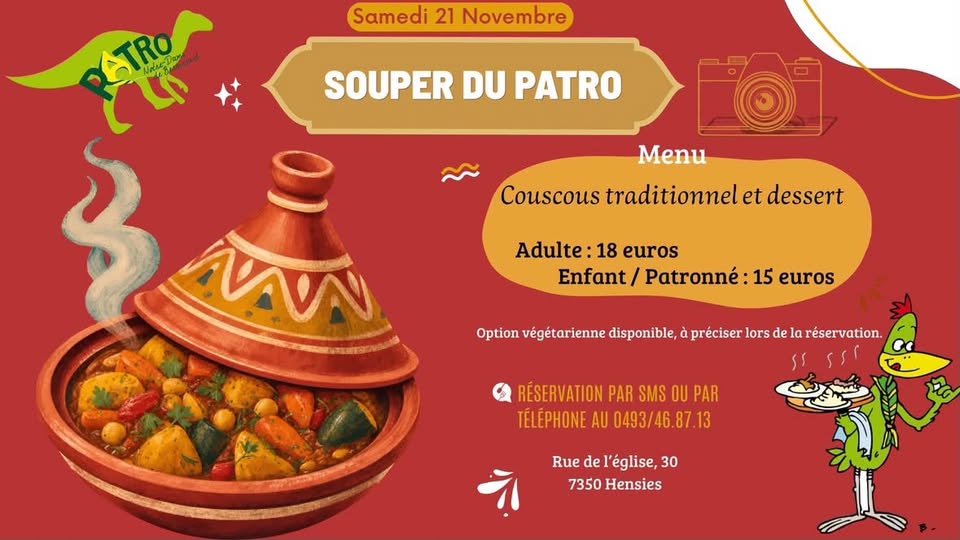 Samedi 21 Novembre
PATRO
Notre-Dame
SOUPER DU PATRO
Menu
Couscous traditionnel et dessert
Adulte : 18 euros
Enfant / Patronné : 15 euros
Option végétarienne disponible, à préciser lors de la réservation.
RÉSERVATION PAR SMS OU PAR
TÉLÉPHONE AU 0493/46.87.13
Rue de l’église, 30
7350 Hensies
B.